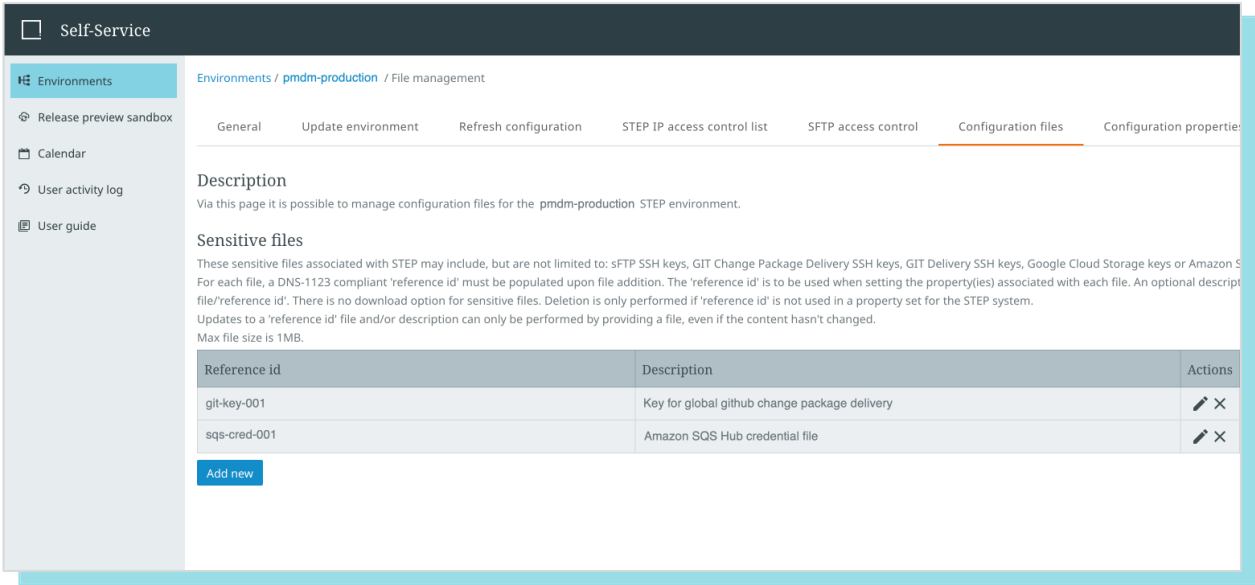 Self-Service
Environments
Release preview sandbox
Calendar
User activity log
User guide
Environments / pmdm-production / File management
General Update environment Refresh configuration STEP IP access control list SFTP access control Configuration files Configuration properties
Description
Via this page it is possible to manage configuration files for the pmdm-production STEP environment.
Sensitive files
These sensitive files associated with STEP may include, but are not limited to: sFTP SSH keys, GIT Change Package Delivery SSH keys, GIT Delivery SSH keys, Google Cloud Storage keys or Amazon S
For each file, a DNS-1123 compliant 'reference id' must be populated upon file addition. The 'reference id' is to be used when setting the property(ies) associated with each file. An optional descript
file/'reference id'. There is no download option for sensitive files. Deletion is only performed if 'reference id' is not used in a property set for the STEP system.
Updates to a 'reference id' file and/or description can only be performed by providing a file, even if the content hasn't changed.
Max file size is 1MB.
Reference id Description Actions
git-key-001 Key for global github change package delivery
sqs-cred-001 Amazon SQS Hub credential file
Add new